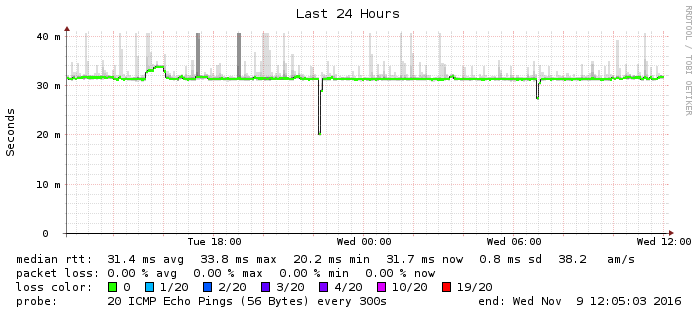 Last 24 Hours
RRDTOOL / TOBI OETIKER
Seconds
40 m
30 m
20 m
10 m
0
Tue 18:00 Wed 00:00 Wed 06:00 Wed 12:00
median rtt: 31.4 ms avg 33.8 ms max 20.2 ms min 31.7 ms now 0.8 ms sd 38.2 am/s
packet loss: 0.00 % avg 0.00 % max 0.00 % min 0.00 % now
loss color: 0 1/20 2/20 3/20 4/20 10/20 19/20
probe: 20 ICMP Echo Pings (56 Bytes) every 300s end: Wed Nov 9 12:05:03 2016